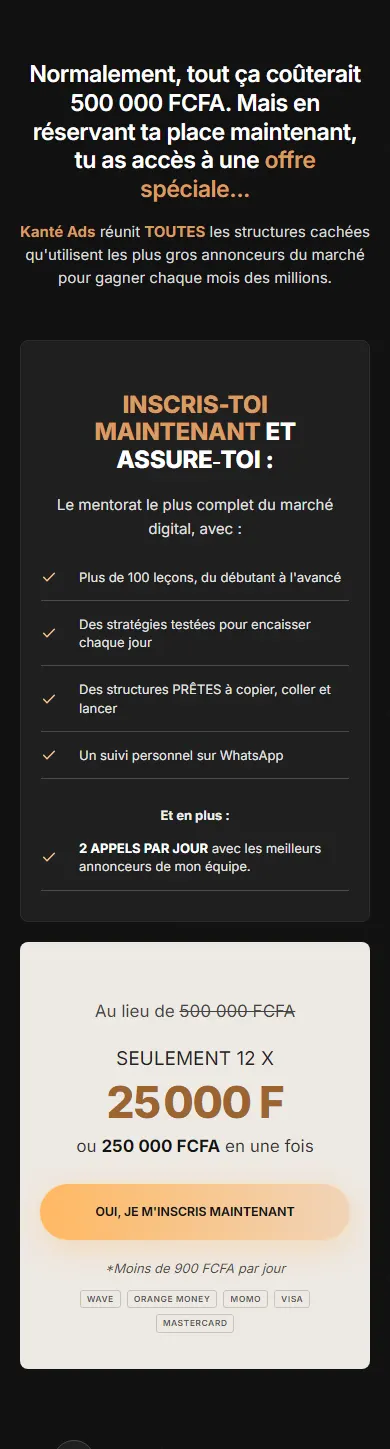 Normalement, tout ça coûterait
500 000 FCFA. Mais en
réservant ta place maintenant,
tu as accès à une offre
spéciale...
Kanté Ads réunit TOUTES les structures cachées
qu'utilisent les plus gros annonceurs du marché
pour gagner chaque mois des millions.
INSCRIS-TOI
MAINTENANT ET
ASSURE-TOI :
Le mentorat le plus complet du marché
digital, avec :
Plus de 100 leçons, du débutant à l'avancé
Des stratégies testées pour encaisser
chaque jour
Des structures PRÊTES à copier, coller et
lancer
Un suivi personnel sur WhatsApp
Et en plus :
2 APPELS PAR JOUR avec les meilleurs
annonceurs de mon équipe.
Au lieu de 500 000 FCFA
SEULEMENT 12 X
25 000 F
ou 250 000 FCFA en une fois
OUI, JE M'INSCRIS MAINTENANT
*Moins de 900 FCFA par jour
WAVE ORANGE MONEY MOMO VISA
MASTERCARD